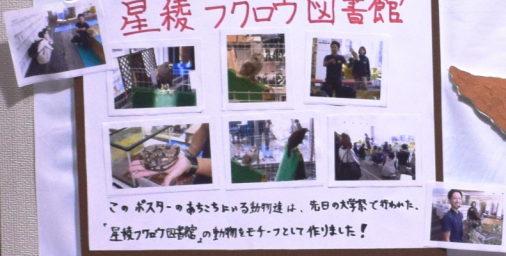 星稜フクロウ図書館
このポスターのあちこちにいる動物達は、先日の大学祭で行われた、
「星稜フクロウ図書館」の動物をモチーフとして作りました！